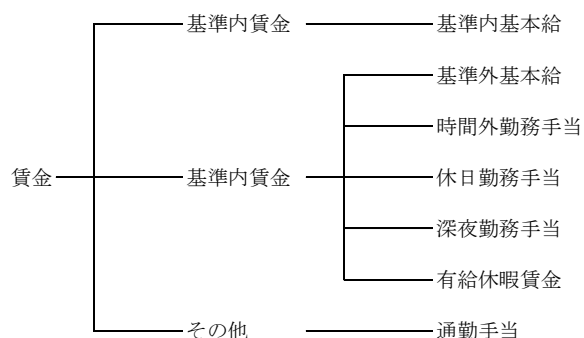 基準内賃金 基準内基本給
基準外基本給
時間外勤務手当
賃金 基準内賃金 休日勤務手当
深夜勤務手当
有給休暇賃金
その他 通勤手当